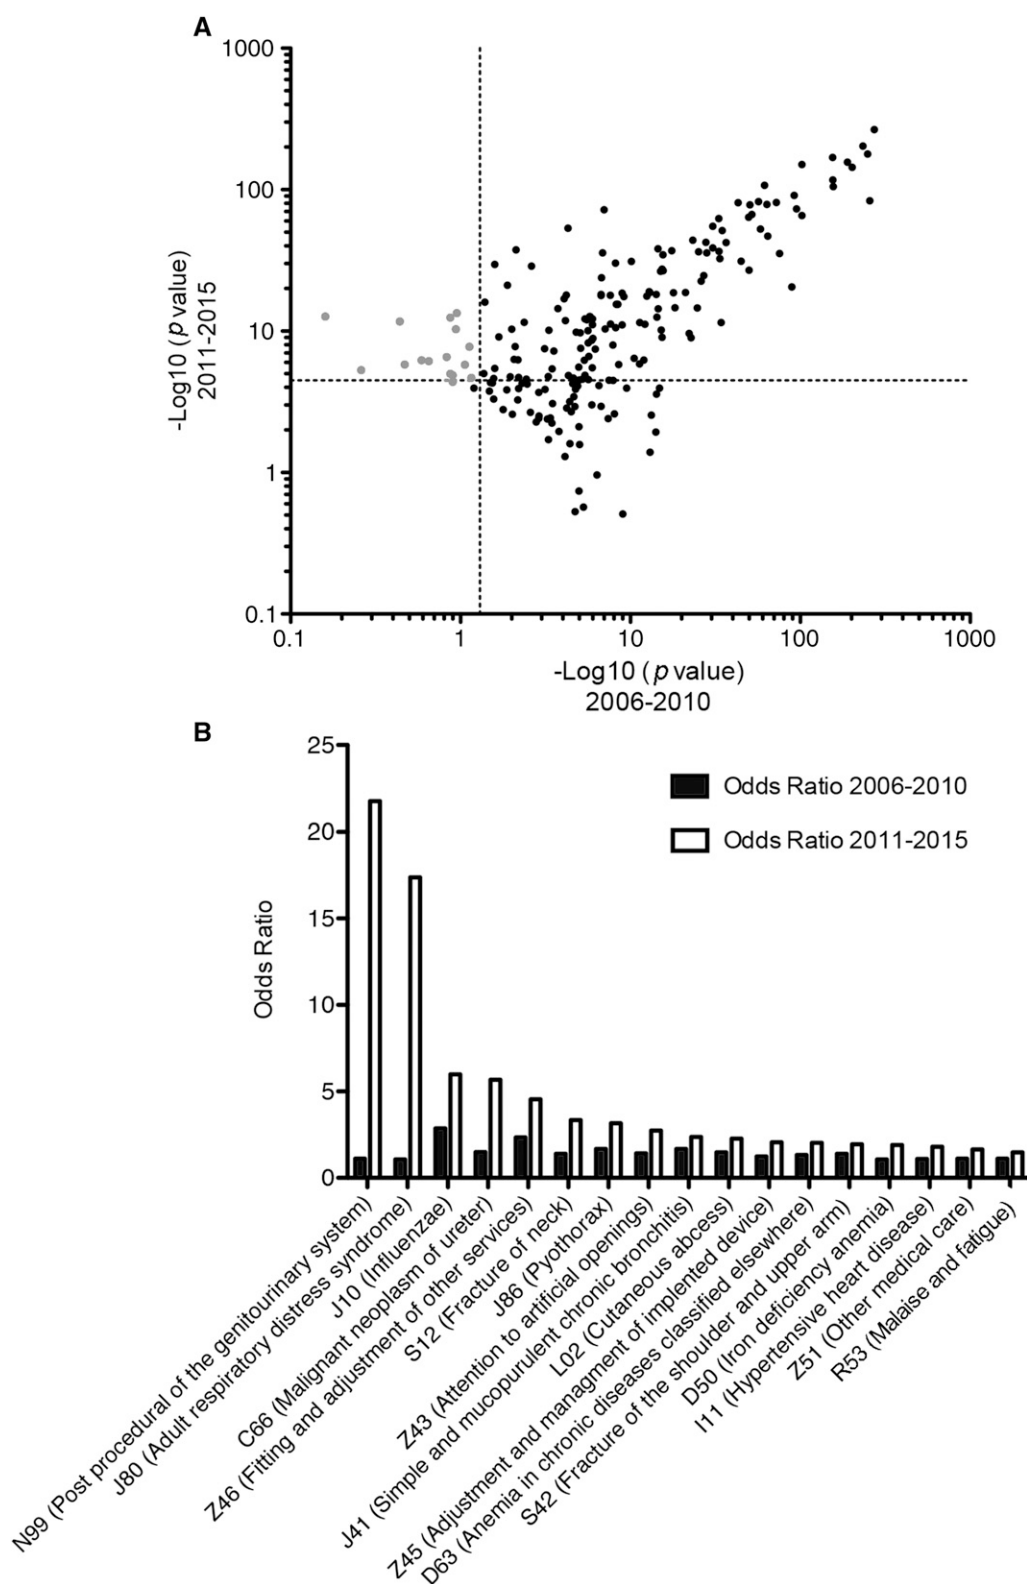 A
1000
100
10
1
0.1
-Log10 (p value)
2011-2015
0.1
1
10
100
1000
-Log10 (p value)
2006-2010
B
25
20
15
10
5
0
Odds Ratio
Odds Ratio 2006-2010
Odds Ratio 2011-2015
N99 (Post procedural of the genitourinary system)
J80 (Adult respiratory distress syndrome)
J10 (Influenzae)
C66 (Malignant neoplasm of ureter)
Z46 (Fitting and adjustment of other services)
S12 (Fracture of neck)
J86 (Pyothorax)
Z43 (Attention to artificial openings)
J41 (Simple and mucopurulent chronic bronchitis)
L02 (Cutaneous abcess)
Z45 (Adjustment and managment of implanted device)
D63 (Anemia in chronic diseases classified elsewhere)
S42 (Fracture of the shoulder and upper arm)
D50 (Iron deficiency anemia)
I11 (Hypertensive heart disease)
Z51 (Other medical care)
R53 (Malaise and fatigue)